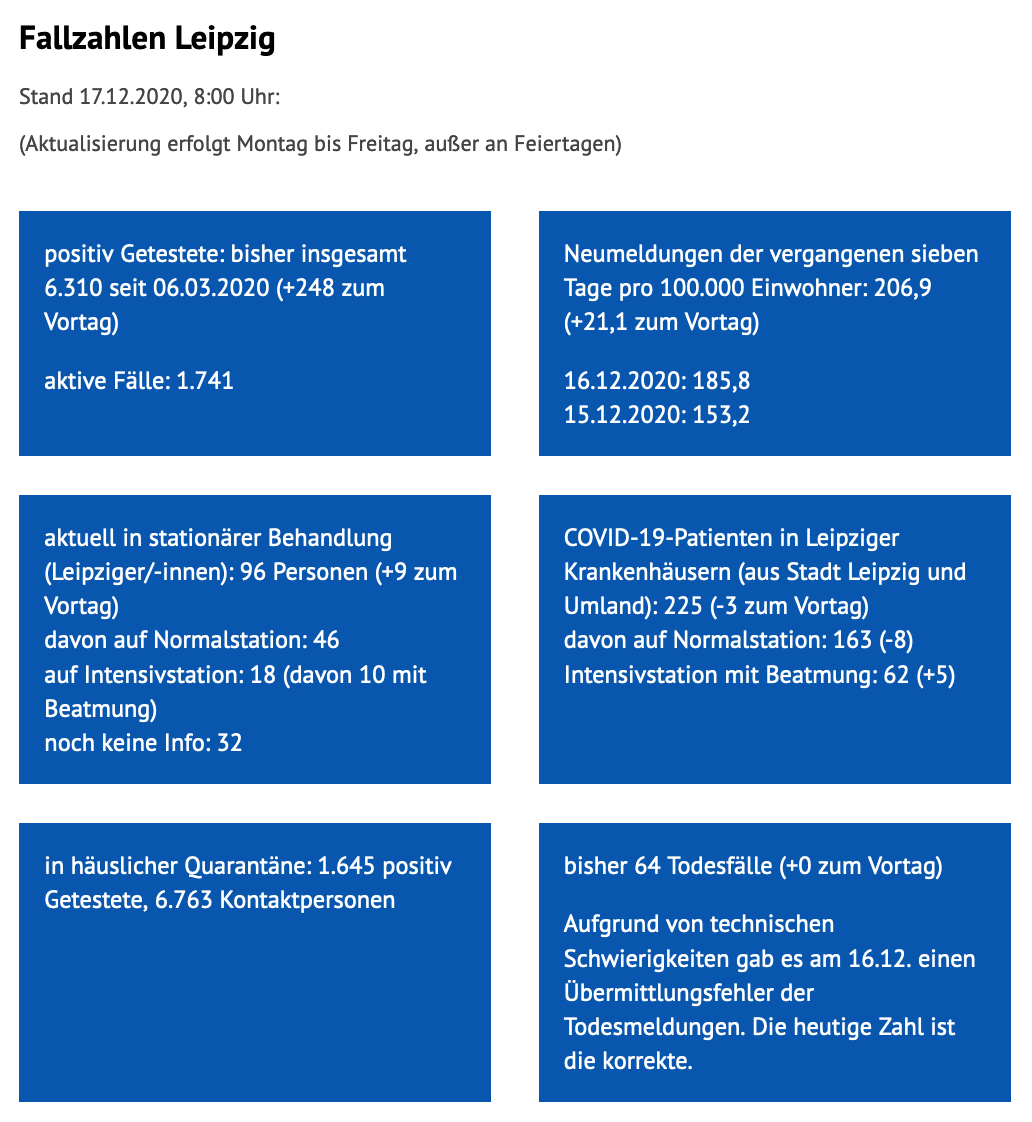 Fallzahlen Leipzig
Stand 17.12.2020, 8:00 Uhr:
(Aktualisierung erfolgt Montag bis Freitag, außer an Feiertagen)
positiv Getestete: bisher insgesamt
6.310 seit 06.03.2020 (+248 zum
Vortag)
aktive Fälle: 1.741
Neumeldungen der vergangenen sieben
Tage pro 100.000 Einwohner: 206,9
(+21,1 zum Vortag)
16.12.2020: 185,8
15.12.2020: 153,2
aktuell in stationärer Behandlung
(Leipziger/-innen): 96 Personen (+9 zum
Vortag)
davon auf Normalstation: 46
auf Intensivstation: 18 (davon 10 mit
Beatmung)
noch keine Info: 32
COVID-19-Patienten in Leipziger
Krankenhäusern (aus Stadt Leipzig und
Umland): 225 (-3 zum Vortag)
davon auf Normalstation: 163 (-8)
Intensivstation mit Beatmung: 62 (+5)
in häuslicher Quarantäne: 1.645 positiv
Getestete, 6.763 Kontaktpersonen
bisher 64 Todesfälle (+0 zum Vortag)
Aufgrund von technischen
Schwierigkeiten gab es am 16.12. einen
Übermittlungsfehler der
Todesmeldungen. Die heutige Zahl ist
die korrekte.